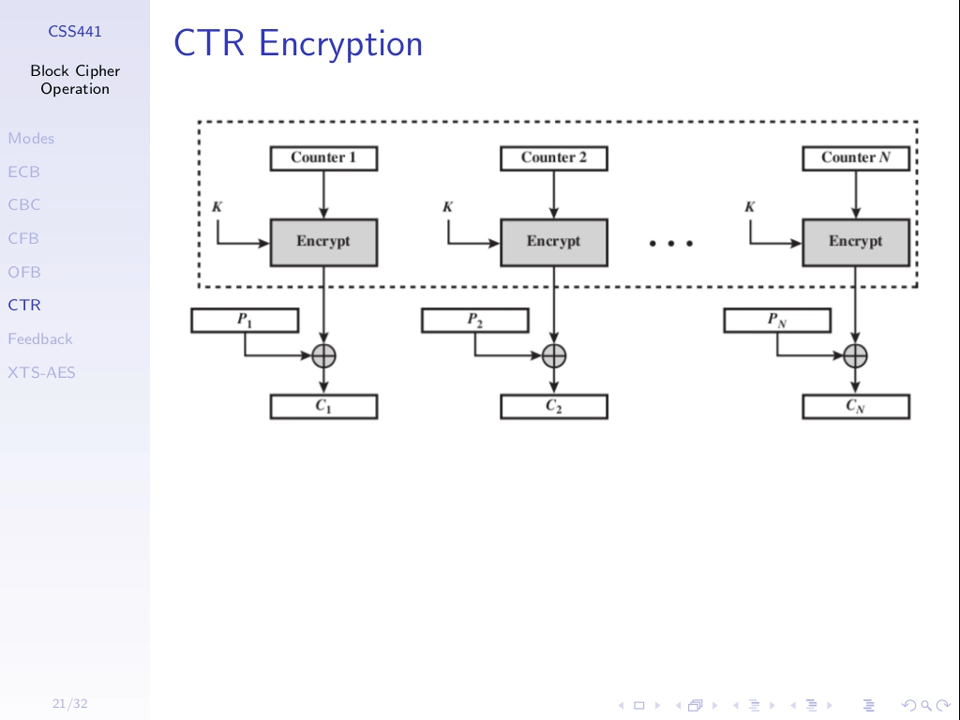 CSS441
Block Cipher
Operation
Modes
ECB
CBC
CFB
OFB
CTR
Feedback
XTS-AES
21/32
CTR Encryption
Counter 1
Counter 2
Counter N
K
K
K
Encrypt
Encrypt
• • •
Encrypt
P1
P2
PN
C1
C2
CN